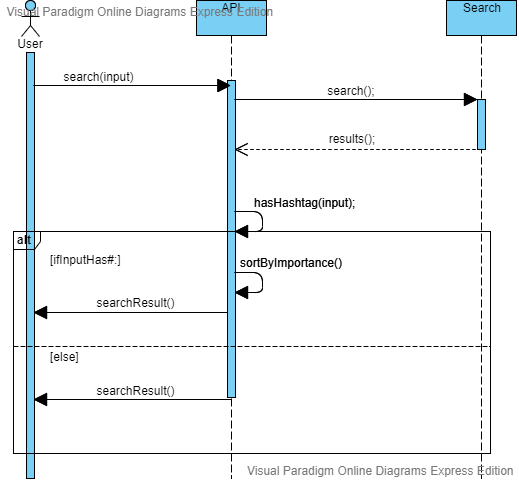 Visual Paradigm Online Diagrams Express Edition
API
Search
User
search(input)
search();
results();
hasHashtag(input);
alt
[ifInputHas#:]
sortByImportance()
searchResult()
[else]
searchResult()
Visual Paradigm Online Diagrams Express Edition